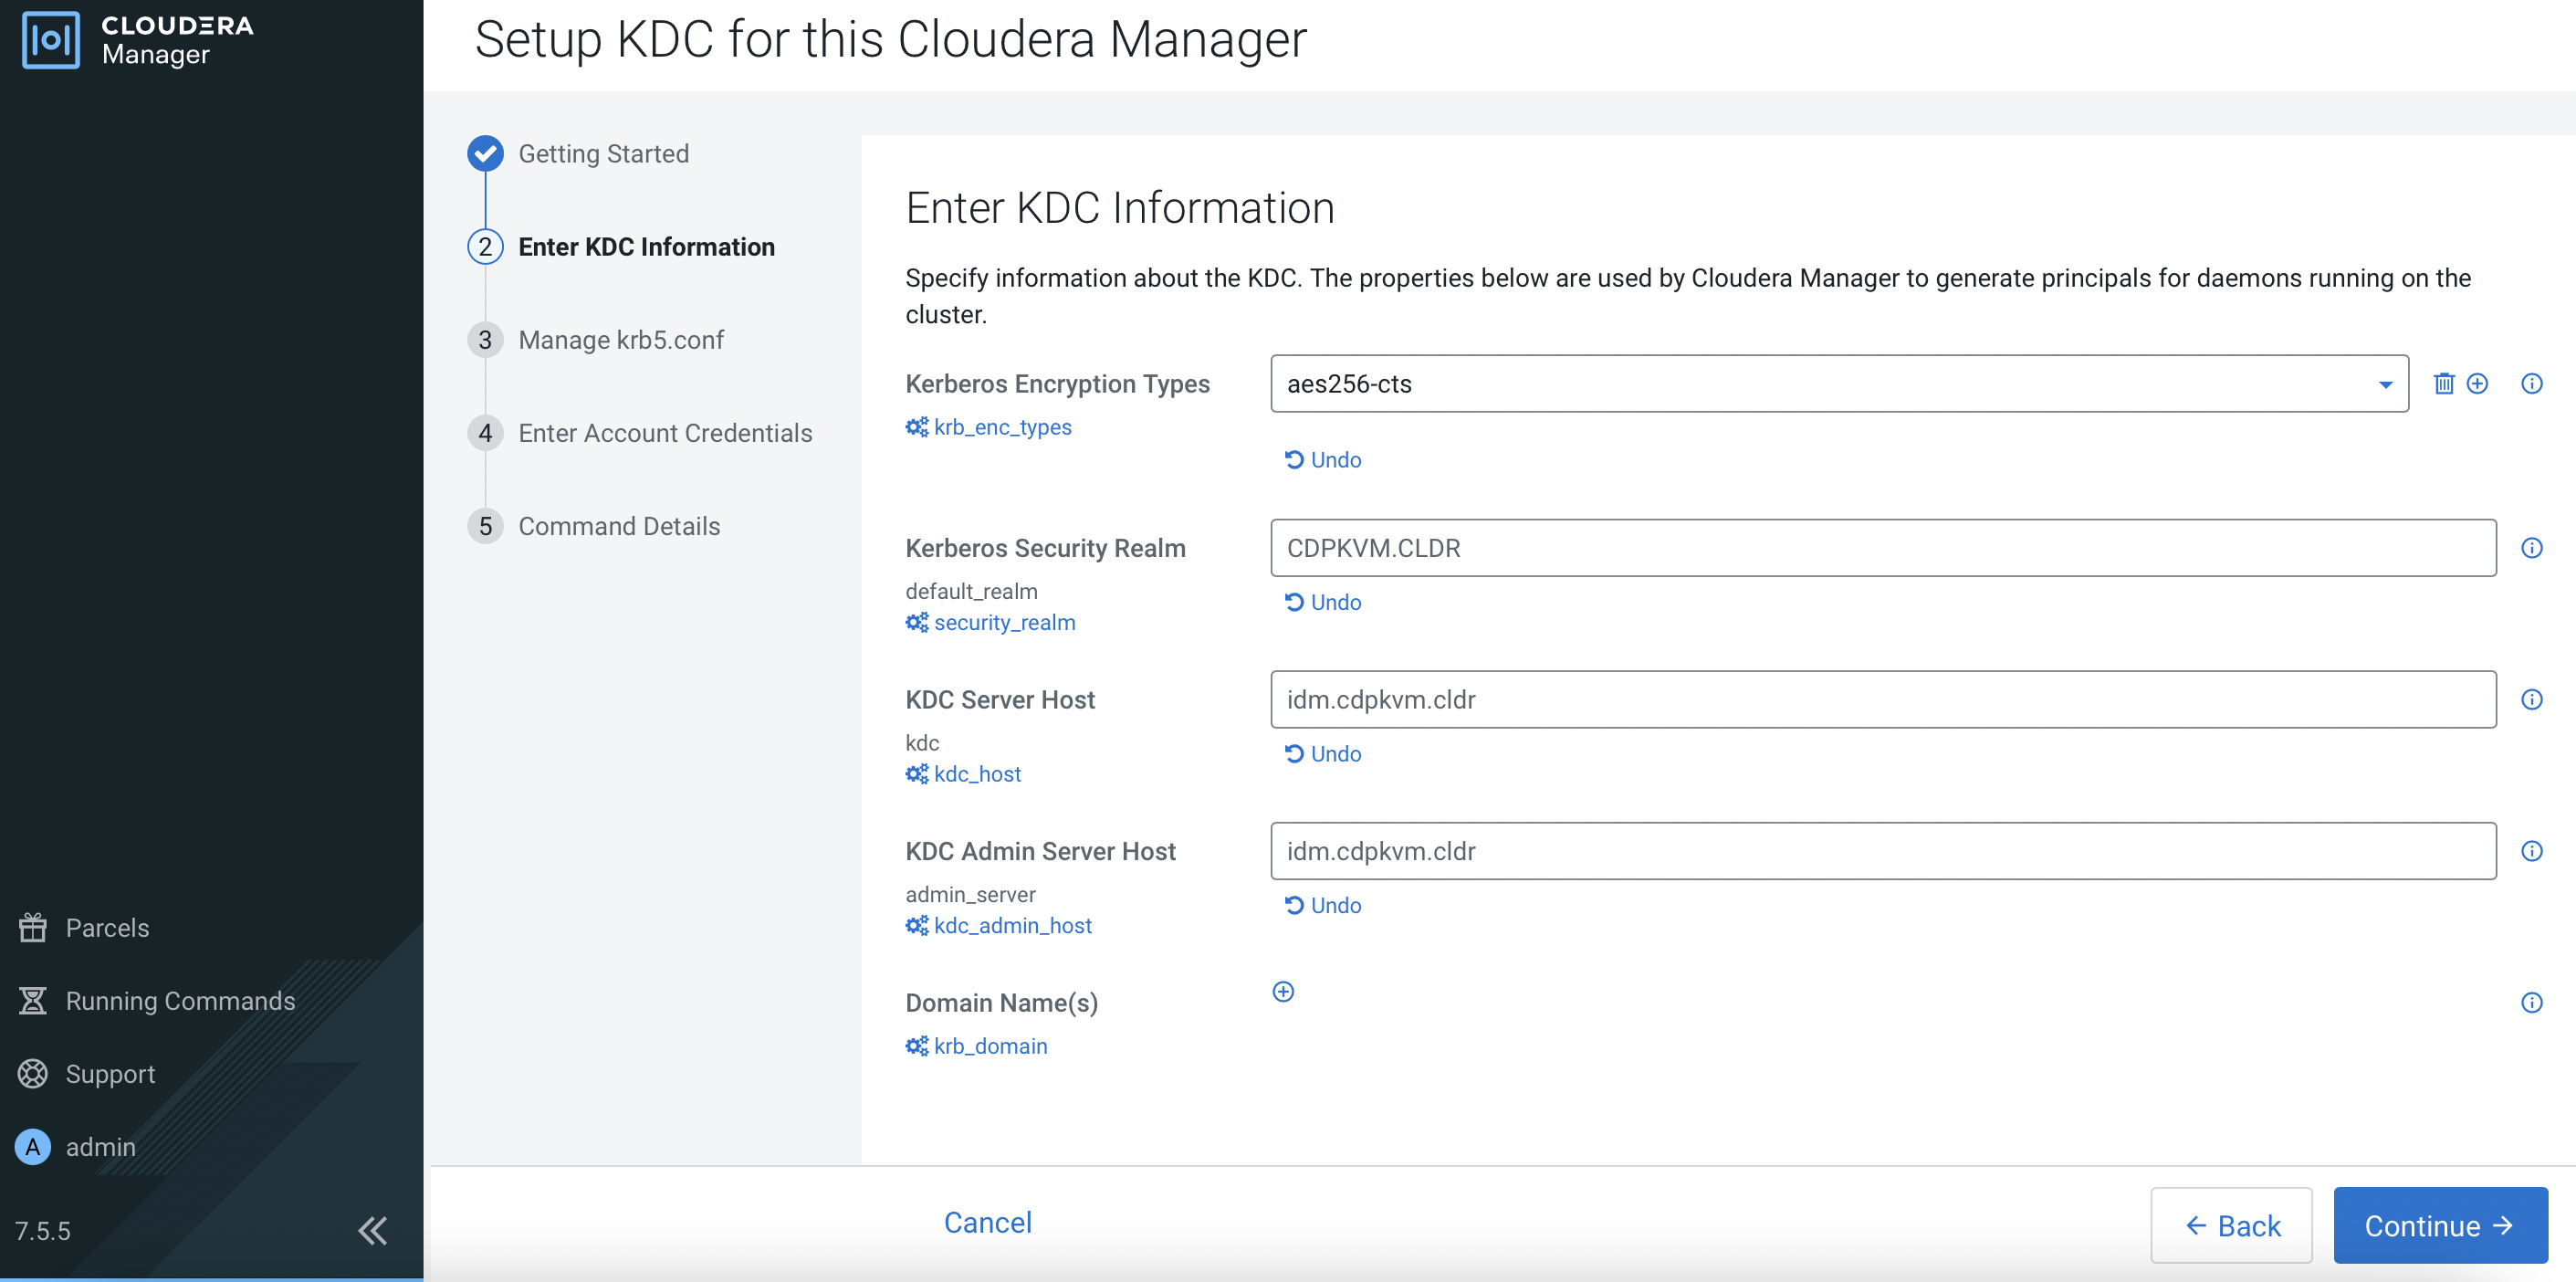 CLOUDERA
Manager
Setup KDC for this Cloudera Manager
Getting Started
2 Enter KDC Information
3 Manage krb5.conf
4 Enter Account Credentials
5 Command Details
Enter KDC Information
Specify information about the KDC. The properties below are used by Cloudera Manager to generate principals for daemons running on the
cluster.
Kerberos Encryption Types
aes256-cts
krb_enc_types
Undo
Kerberos Security Realm
CDPKVM.CLDR
default_realm
Undo
security_realm
KDC Server Host
idm.cdpkvm.cldr
kdc
Undo
kdc_host
KDC Admin Server Host
idm.cdpkvm.cldr
admin_server
Undo
kdc_admin_host
Domain Name(s)
krb_domain
Parcels
Running Commands
Support
A admin
7.5.5
Cancel
Back
Continue